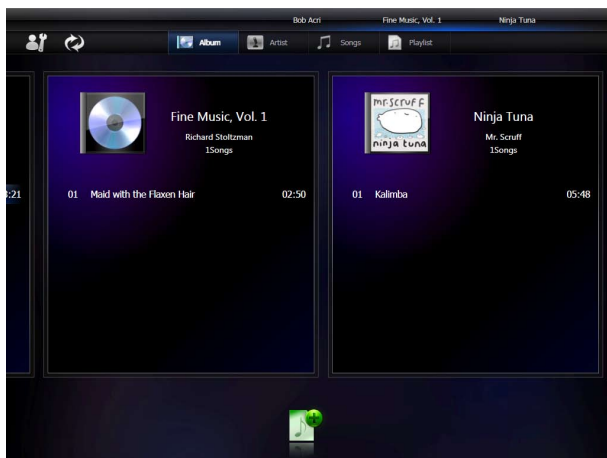 Bob Acri Fine Music, Vol. 1 Ninja Tuna
Album Artist Songs Playlist
Fine Music, Vol. 1
Richard Stoltzman
1Songs
01 Maid with the Flaxen Hair 02:50
mr.scruff
ninja tuna
Ninja Tuna
Mr. Scruff
1Songs
01 Kalimba 05:48
:21